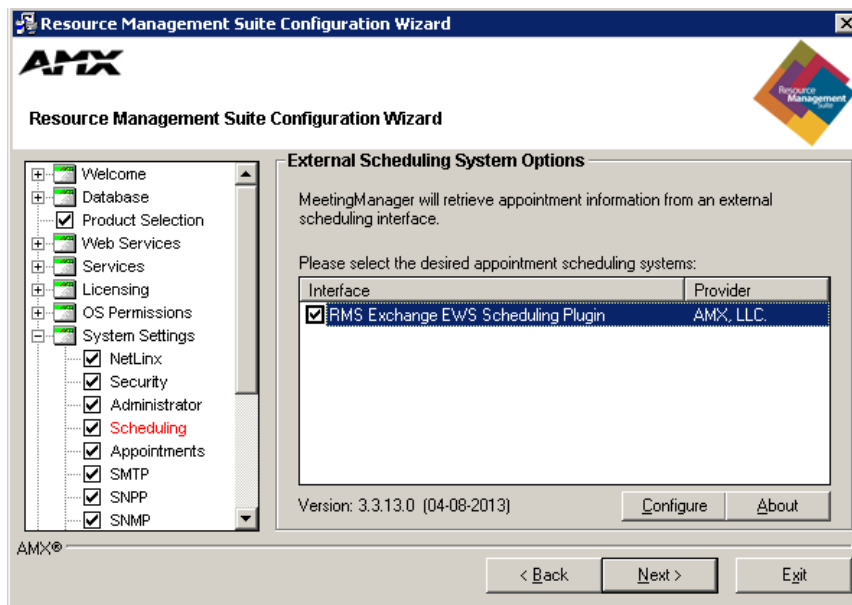 Resource Management Suite Configuration Wizard
AMX
Resource Management Suite
Resource Management Suite Configuration Wizard
Welcome
Database
Product Selection
Web Services
Services
Licensing
OS Permissions
System Settings
NetLinx
Security
Administrator
Scheduling
Appointments
SMTP
SNPP
SNMP
External Scheduling System Options
MeetingManager will retrieve appointment information from an external
scheduling interface.
Please select the desired appointment scheduling systems:
Interface Provider
RMS Exchange EWS Scheduling Plugin AMX, LLC.
Version: 3.3.13.0 (04-08-2013) Configure About
AMX®
< Back Next > Exit